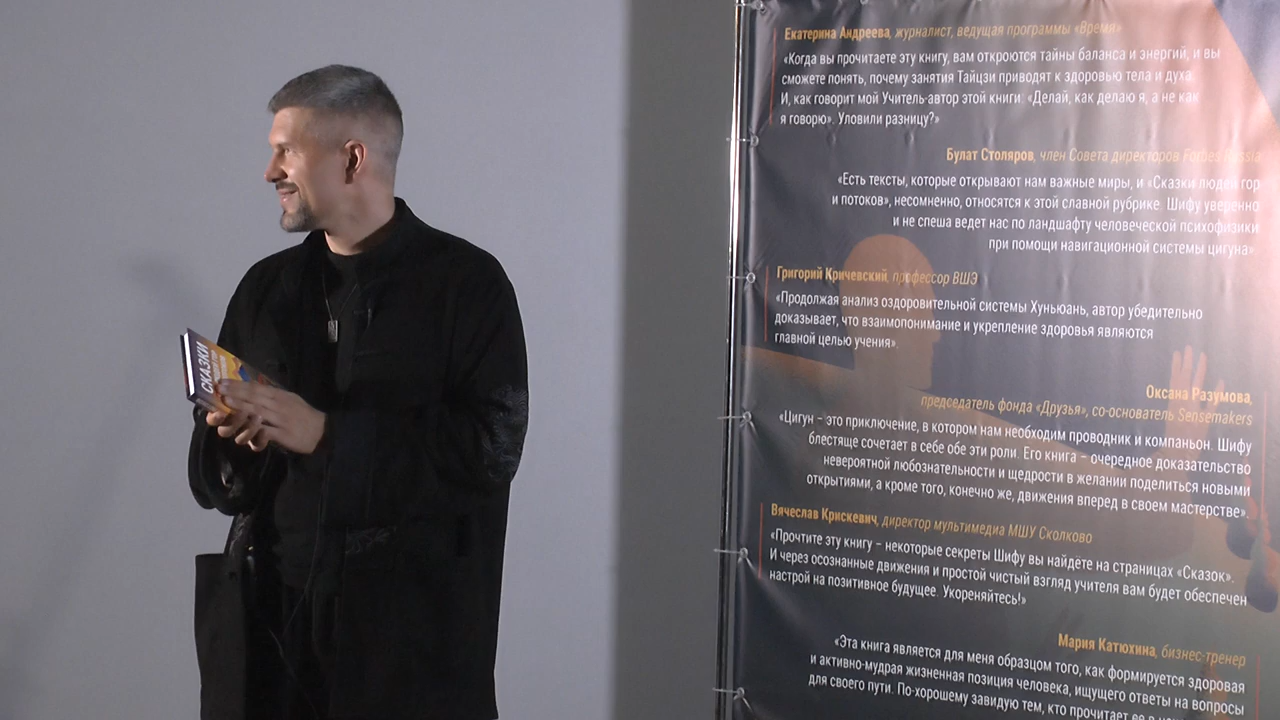 СКАЗКИ
Екатерина Андреева, журналист, ведущая программы «Время»
«Когда вы прочитаете эту книгу, вам откроются тайны баланса и энергий, и вы
сможете понять, почему занятия Тайцзи приводят к здоровью тела и духа.
И, как говорит мой Учитель-автор этой книги: «Делай, как делаю я, а не как
я говорю». Уловили разницу?»
Булат Столяров, член Совета директоров Forbes Russia
«Есть тексты, которые открывают нам важные миры, и «Сказки людей гор
и потоков», несомненно, относятся к этой славной рубрике. Шифу уверенно
и не спеша ведет нас по ландшафту человеческой психофизики
при помощи навигационной системы цигуна»
Григорий Кричевский, профессор ВШЭ
«Продолжая анализ оздоровительной системы Хуньюань, автор убедительно
доказывает, что взаимопонимание и укрепление здоровья являются
главной целью учения».
Оксана Разумова,
председатель фонда «Друзья», со-основатель Sensemakers
«Цигун – это приключение, в котором нам необходим проводник и компаньон. Шифу
блестяще сочетает в себе обе эти роли. Его книга – очередное доказательство
невероятной любознательности и щедрости в желании поделиться новыми
открытиями, а кроме того, конечно же, движения вперед в своем мастерстве».
Вячеслав Крискевич, директор мультимедиа МШУ Сколково
«Прочтите эту книгу – некоторые секреты Шифу вы найдёте на страницах «Сказок».
И через осознанные движения и простой чистый взгляд учителя вам будет обеспечен
настрой на позитивное будущее. Укореняйтесь!»
Мария Катюхина, бизнес-тренер
«Эта книга является для меня образцом того, как формируется здоровая
и активно-мудрая жизненная позиция человека, ищущего ответы на вопросы
для своего пути. По-хорошему завидую тем, кто прочитает ее в